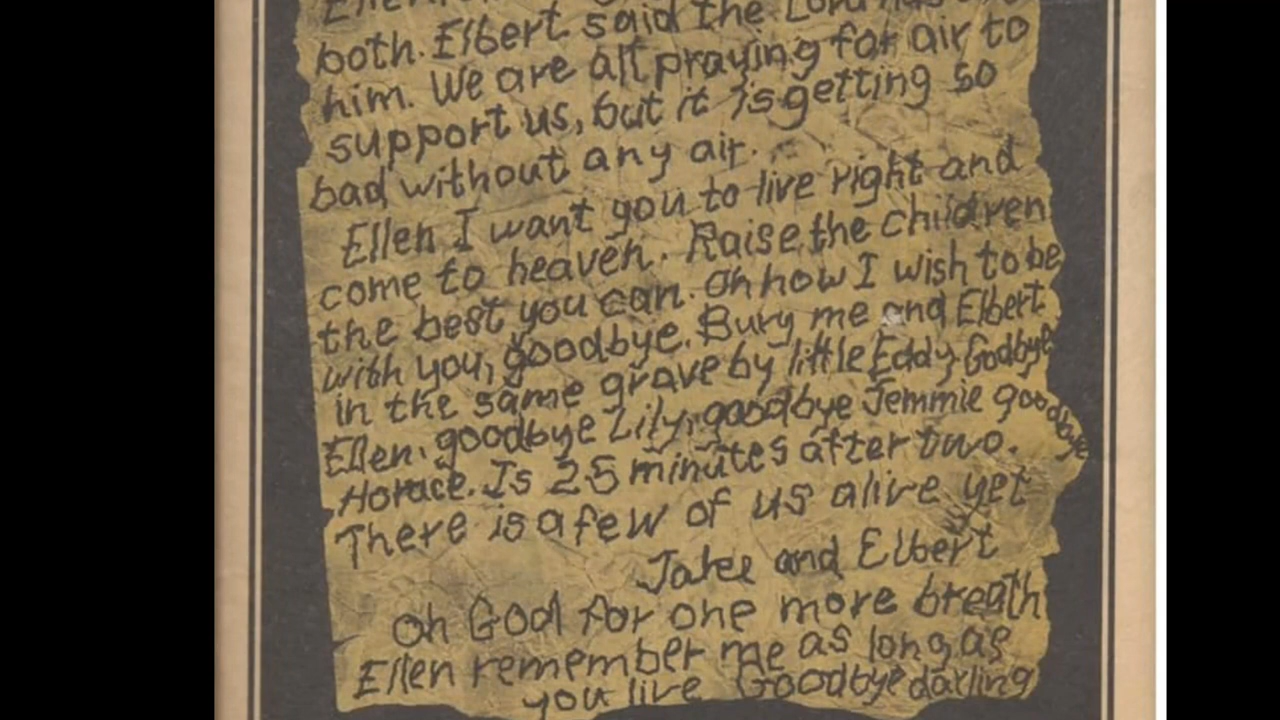 both. Elbert said the Lord has
him. We are all praying for air to
support us, but it is getting so
bad without any air.
Ellen I want you to live right and
come to heaven. Raise the children
the best you can. Oh how I wish to be
with you, goodbye. Bury me and Elbert
in the same grave by little Eddy. Godbye
Ellen, goodbye Lily, goodbye Jemmie goodbye
Horace. Is 25 minutes after two.
There is a few of us alive yet
Jake and Elbert
Oh God for one more breath
Ellen remember me as long as
you live Goodbye darling